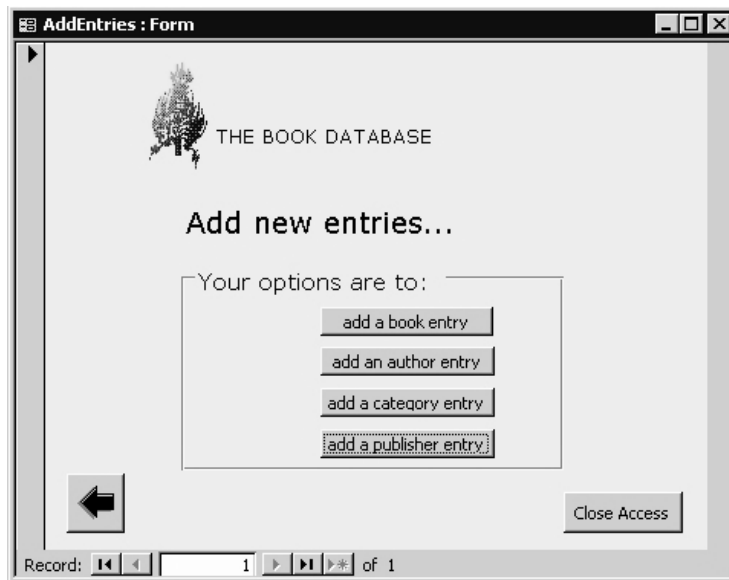 AddEntries : Form
THE BOOK DATABASE
Add new entries...
Your options are to:
add a book entry
add an author entry
add a category entry
add a publisher entry
Close Access
Record: 1 of 1